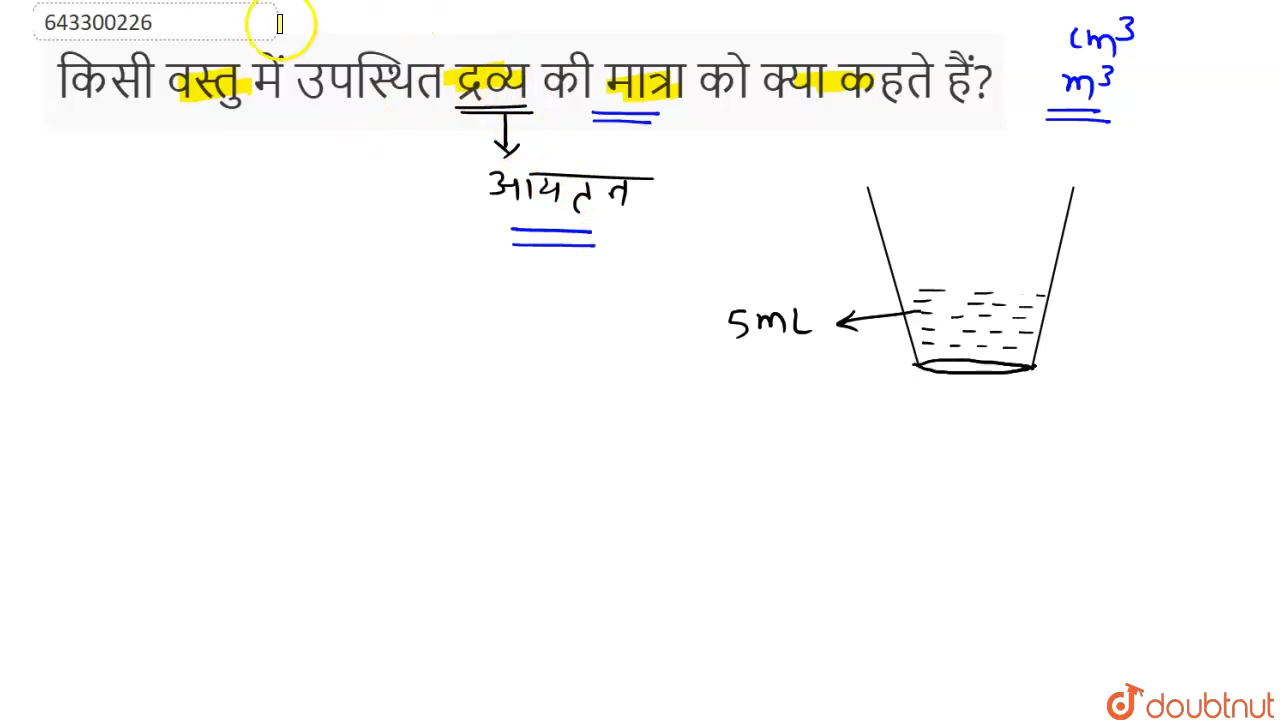 643300226
किसी वस्तु में उपस्थित द्रव्य की मात्रा को क्या कहते हैं?
cm³
m³
आयतन
5mL
doubtnut